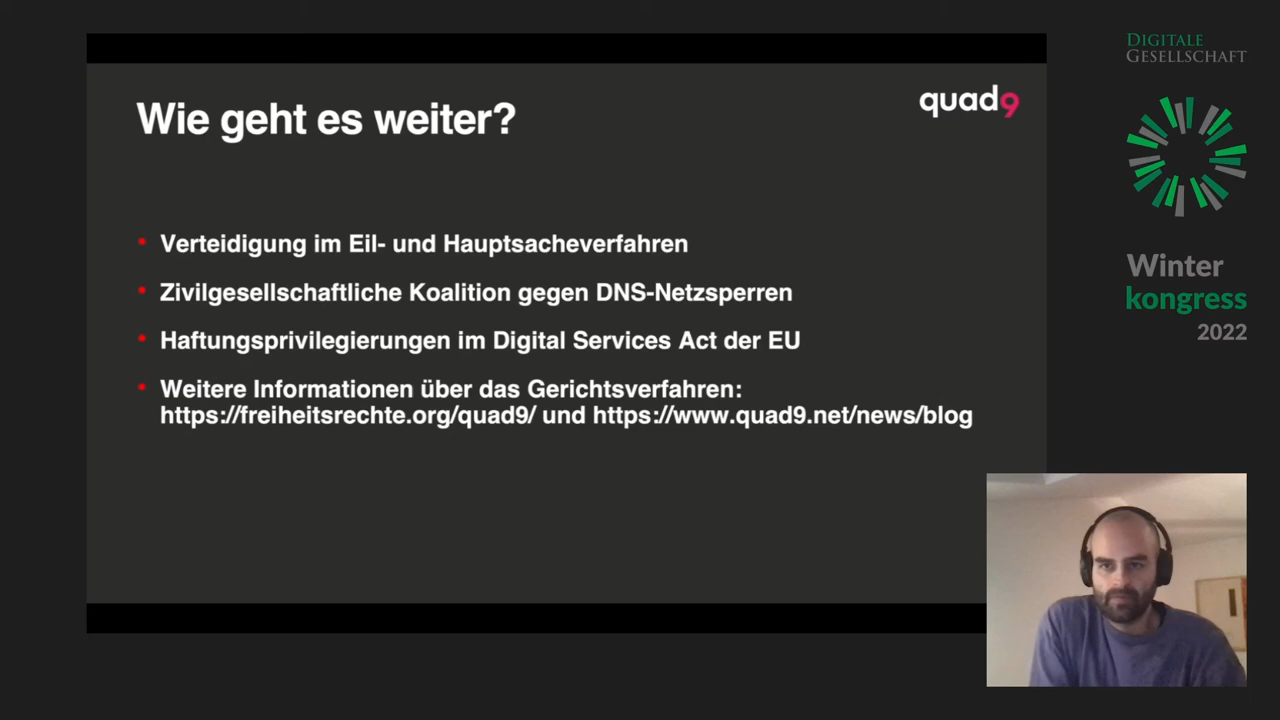 Wie geht es weiter?
quad9
Verteidigung im Eil- und Hauptsacheverfahren
Zivilgesellschaftliche Koalition gegen DNS-Netzsperren
Haftungsprivilegierungen im Digital Services Act der EU
Weitere Informationen über das Gerichtsverfahren:
https://freiheitsrechte.org/quad9/ und https://www.quad9.net/news/blog
DIGITALE
GESELLSCHAFT
Winter
kongress
2022